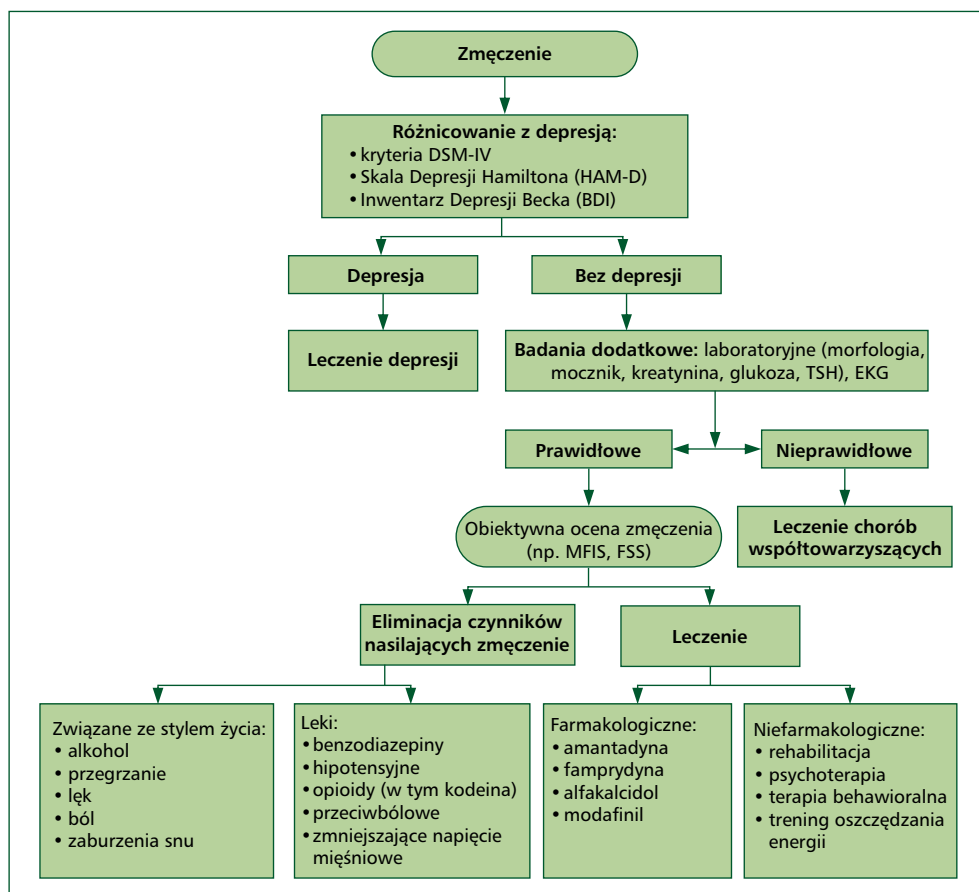 Zmęczenie
Różnicowanie z depresją:
• kryteria DSM-IV
• Skala Depresji Hamiltona (HAM-D)
• Inwentarz Depresji Becka (BDI)
Depresja
Bez depresji
Leczenie depresji
Badania dodatkowe: laboratoryjne (morfologia,
mocznik, kreatynina, glukoza, TSH), EKG
Prawidłowe
Nieprawidłowe
Obiektywna ocena zmęczenia
(np. MFIS, FSS)
Leczenie chorób
współtowarzyszących
Eliminacja czynników
nasilających zmęczenie
Leczenie
Związane ze stylem życia:
• alkohol
• przegrzanie
• lęk
• ból
• zaburzenia snu
Leki:
• benzodiazepiny
• hipotensyjne
• opioidy (w tym kodeina)
• przeciwbólowe
• zmniejszające napięcie
mięśniowe
Farmakologiczne:
• amantadyna
• famprydyna
• alfakalcidol
• modafinil
Niefarmakologiczne:
• rehabilitacja
• psychoterapia
• terapia behawioralna
• trening oszczędzania
energii